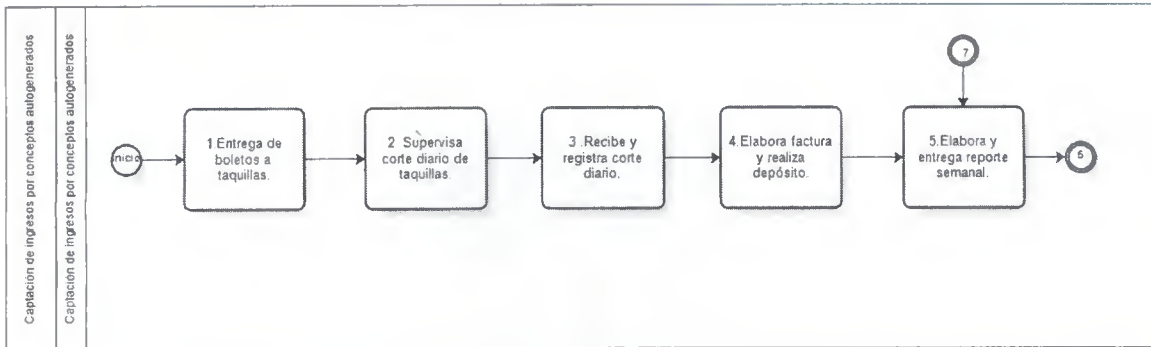 Captación de ingresos por conceptos autogenerados
Captación de ingresos por conceptos autogenerados
Inicio
1 Entrega de
boletos a
taquillas.
2 Supervisa
corte diario de
taquillas.
3 .Recibe y
registra corte
diario.
4.Elabora factura
y realiza
depósito.
7
5.Elabora y
entrega reporte
semanal.
6